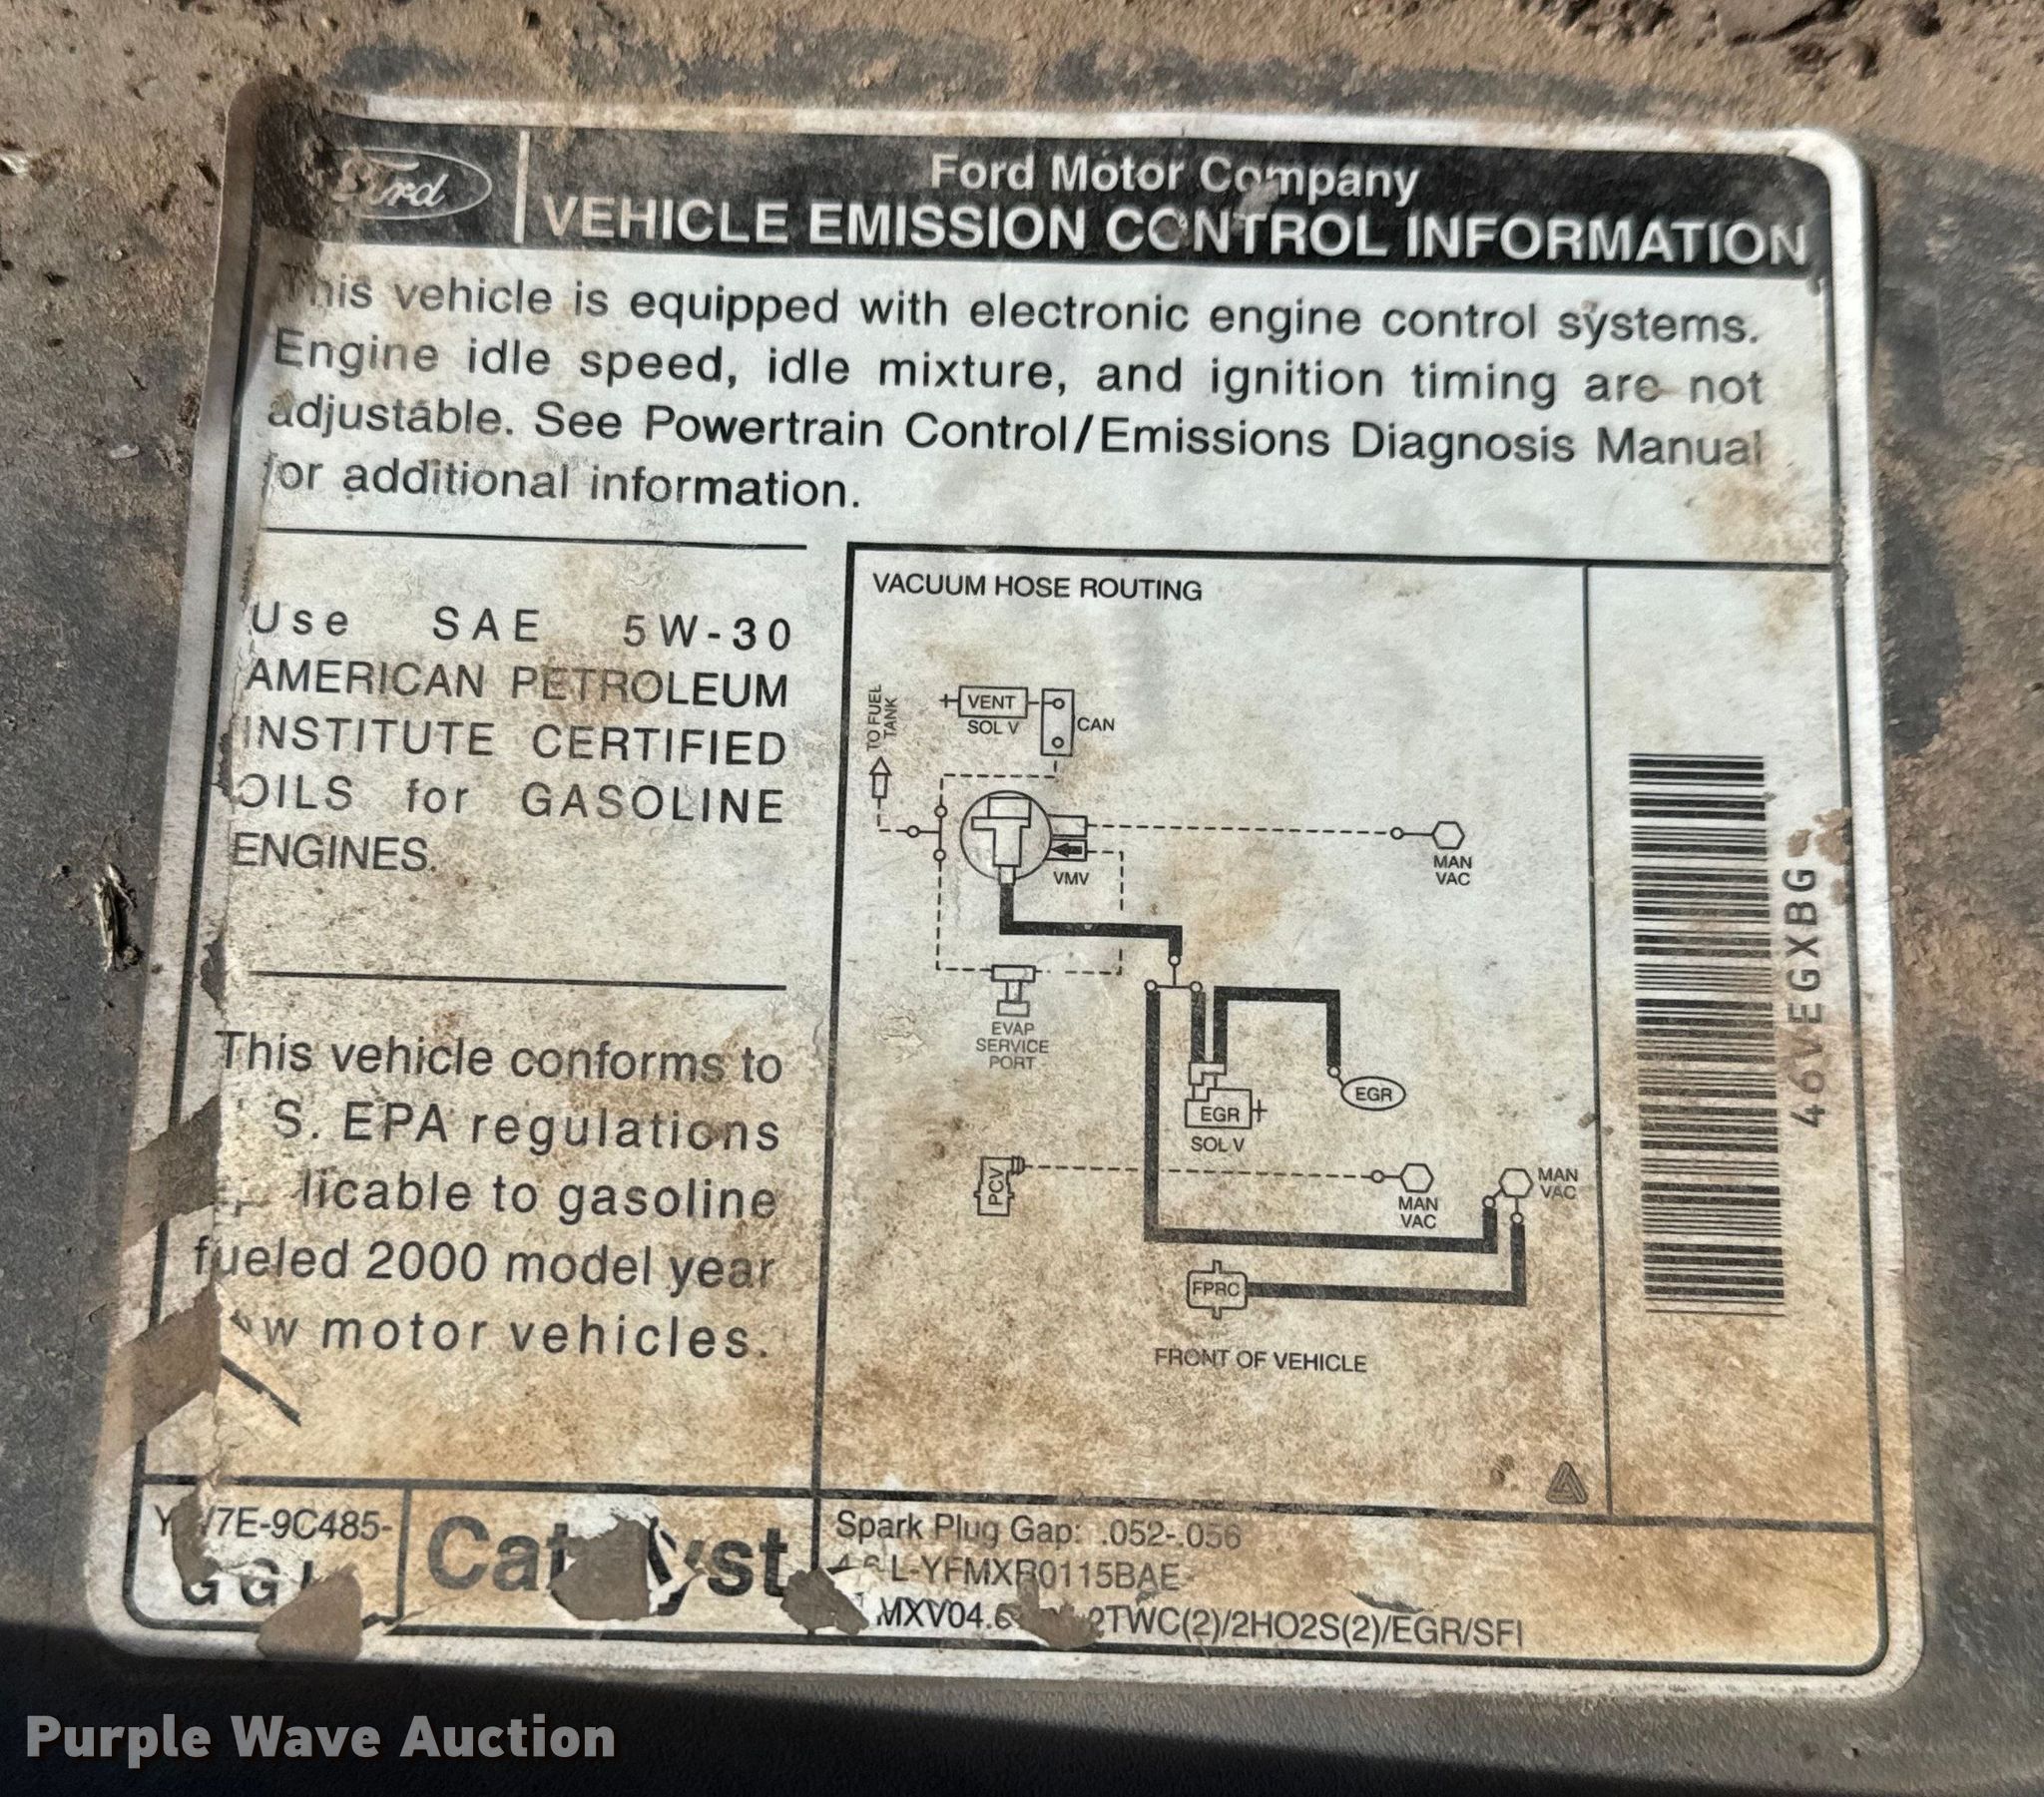 Ford
Ford Motor Company
VEHICLE EMISSION CONTROL INFORMATION
This vehicle is equipped with electronic engine control systems.
Engine idle speed, idle mixture, and ignition timing are not
adjustable. See Powertrain Control/Emissions Diagnosis Manual
for additional information.
Use SAE 5W-30
AMERICAN PETROLEUM
INSTITUTE CERTIFIED
OILS for GASOLINE
ENGINES.
This vehicle conforms to
S. EPA regulations
licable to gasoline
fueled 2000 model year
motor vehicles.
VACUUM HOSE ROUTING
TO FUEL
TANK
VENT
SOL V
CAN
VMV
MAN
VAC
EVAP
SERVICE
PORT
EGR
EGR
SOL V
PCV
MAN
VAC
MAN
VAC
FPRC
FRONT OF VEHICLE
46VEGXBG
7E-9C485-
Catalyst
Spark Plug Gap: .052-.056
L-YFMXR0115BAE-
MXV04.6 2TWC(2)/2HO2S(2)/EGR/SFI
Purple Wave Auction